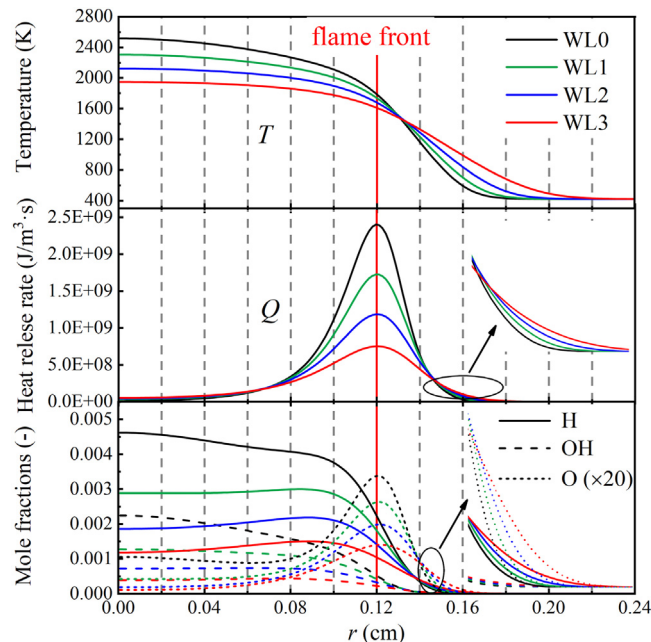 flame front
2800
2400
2000
1600
1200
800
400
Temperature (K)
T
WL0
WL1
WL2
WL3
2.5E+09
2.0E+09
1.5E+09
1.0E+09
5.0E+08
0.0E+00
Heat relese rate (J/m³·s)
Q
0.005
0.004
0.003
0.002
0.001
0.000
Mole fractions (-)
H
OH
O (×20)
0.00 0.04 0.08 0.12 0.16 0.20 0.24
r (cm)